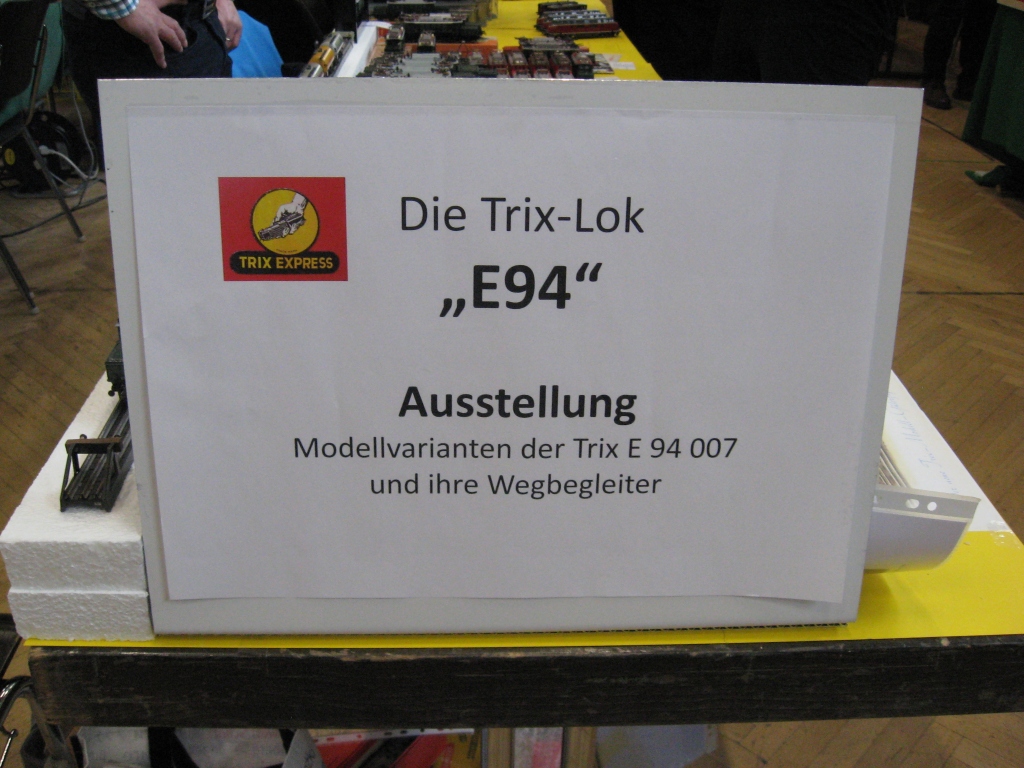 TRIX EXPRESS
Die Trix-Lok
„E94“
Ausstellung
Modellvarianten der Trix E 94 007
und ihre Wegbegleiter